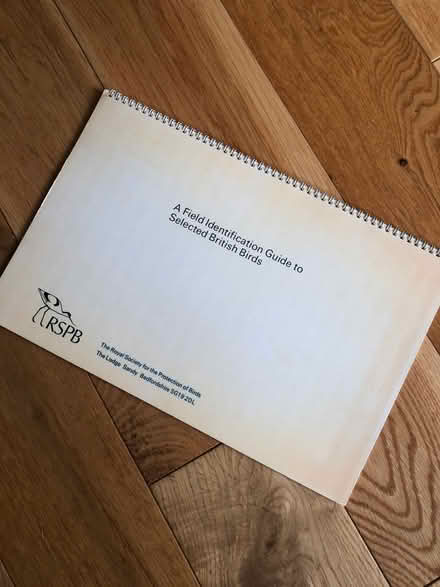 A Field Identification Guide to
Selected British Birds
RSPB
The Royal Society for the Protection of Birds
The Lodge Sandy Bedfordshire SG19 2DL